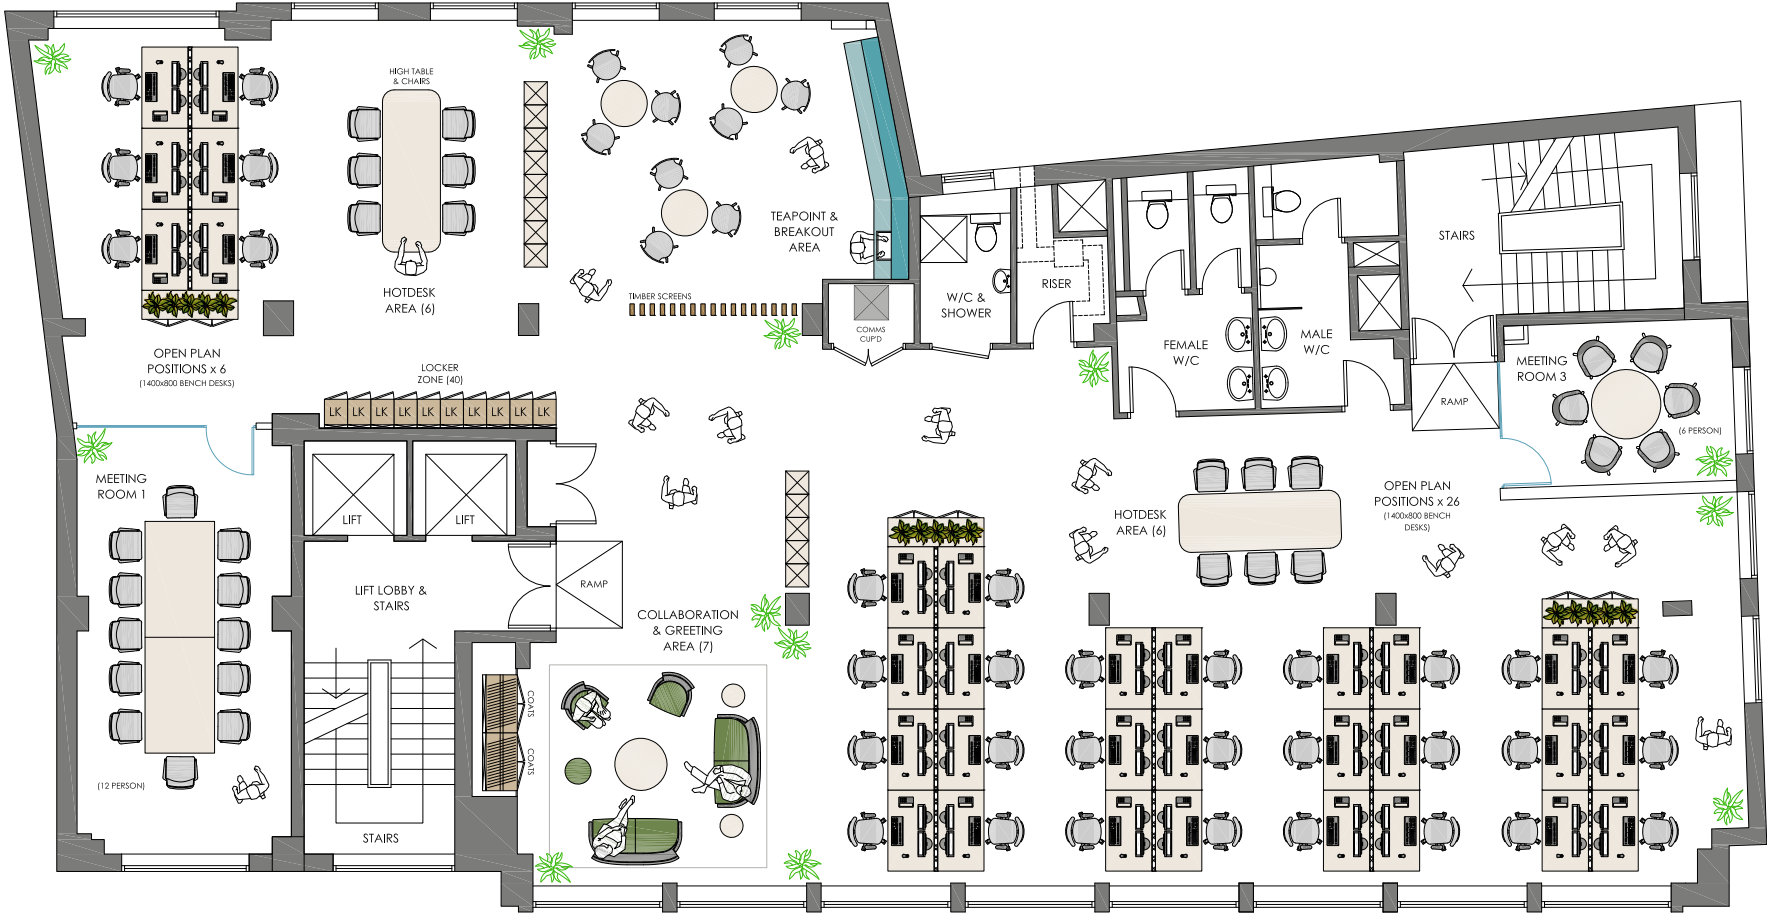 HIGH TABLE
& CHAIRS
HOTDESK
AREA (6)
TEAPOINT &
BREAKOUT
AREA
TIMBER SCREENS
COMMS
CUP'D
W/C &
SHOWER
RISER
FEMALE
W/C
MALE
W/C
STAIRS
RAMP
MEETING
ROOM 3
(6 PERSON)
OPEN PLAN
POSITIONS x 6
(1400x800 BENCH DESKS)
LOCKER
ZONE (40)
LK LK LK LK LK LK LK LK LK
MEETING
ROOM 1
(12 PERSON)
LIFT
LIFT
LIFT LOBBY &
STAIRS
RAMP
STAIRS
COATS
COATS
COLLABORATION
& GREETING
AREA (7)
HOTDESK
AREA (6)
OPEN PLAN
POSITIONS x 26
(1400x800 BENCH
DESKS)